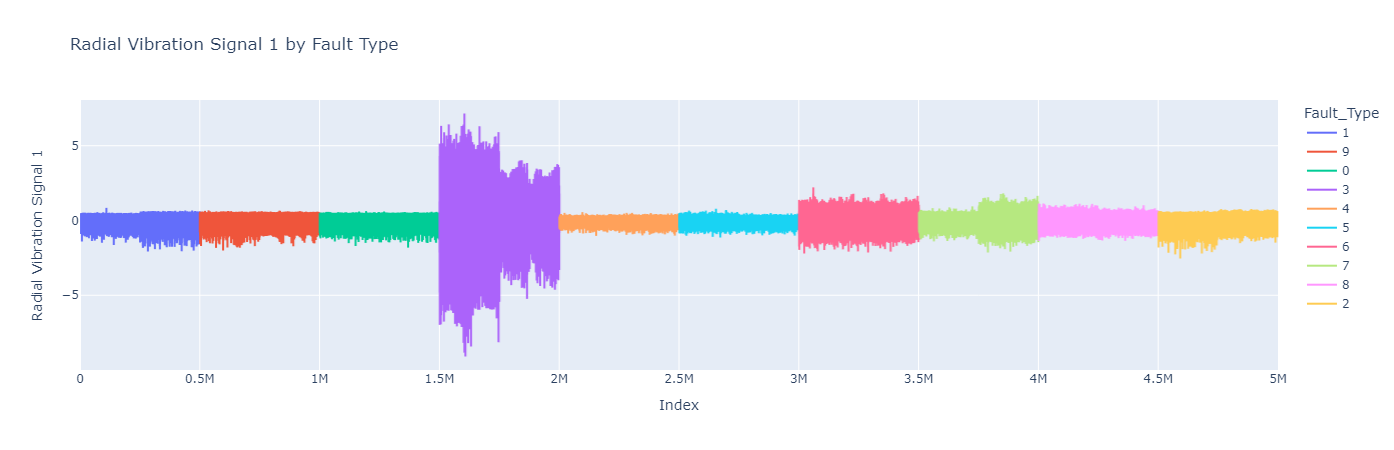 Radial Vibration Signal 1 by Fault Type
Radial Vibration Signal 1
5
0
−5
0
0.5M
1M
1.5M
2M
2.5M
3M
3.5M
4M
4.5M
5M
Index
Fault_Type
1
9
0
3
4
5
6
7
8
2